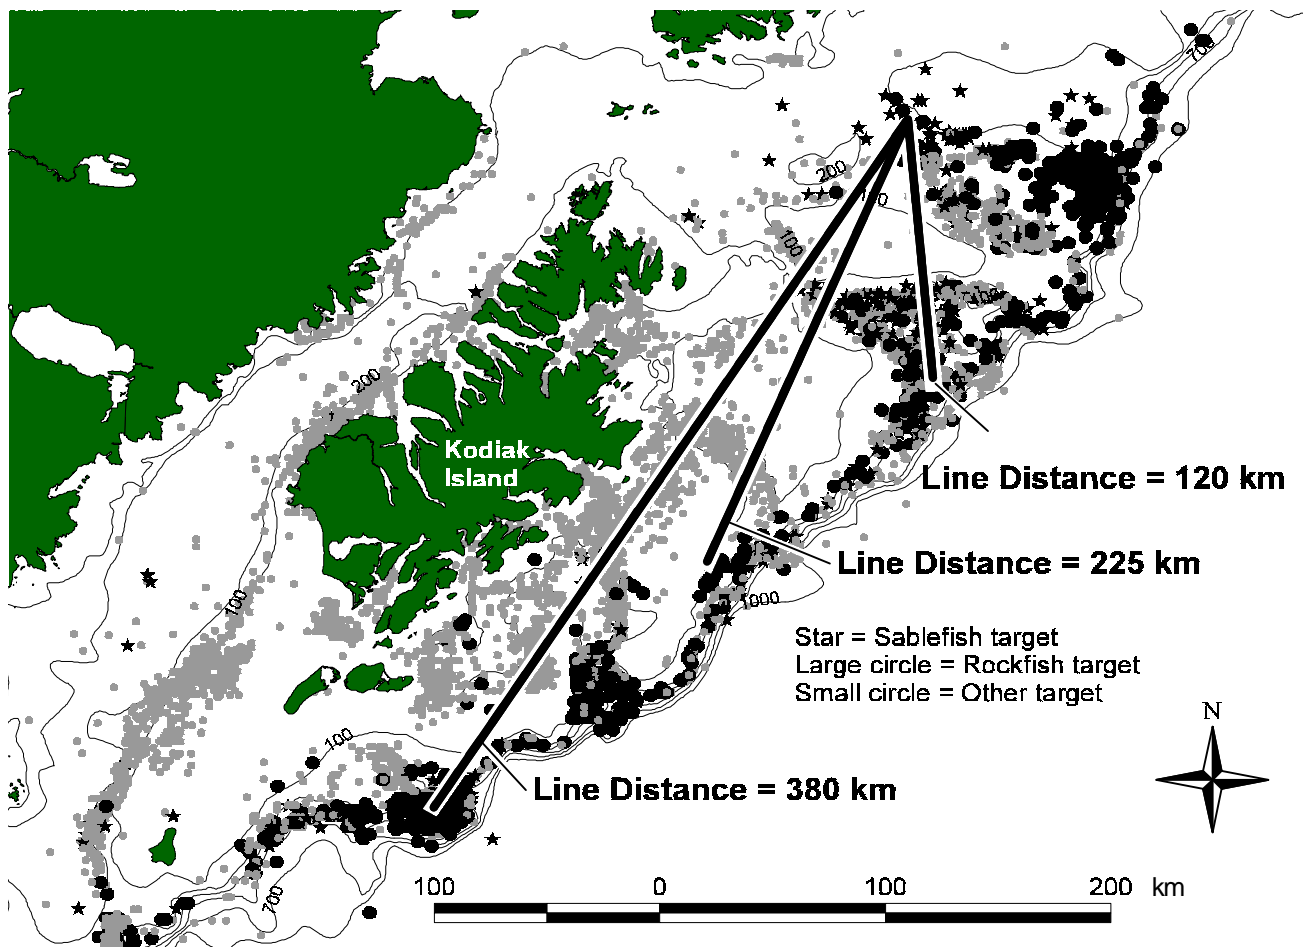 700
200
100
100
100
200
Kodiak
Island
Line Distance = 120 km
Line Distance = 225 km
1000
100
Star = Sablefish target
Large circle = Rockfish target
Small circle = Other target
N
100
Line Distance = 380 km
700
100 0 100 200 km